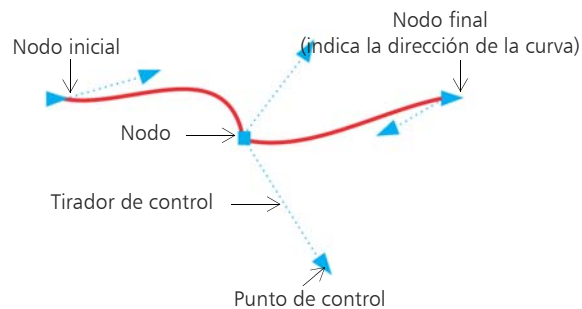 Nodo final
(indica la dirección de la curva)
Nodo inicial
Nodo
Tirador de control
Punto de control